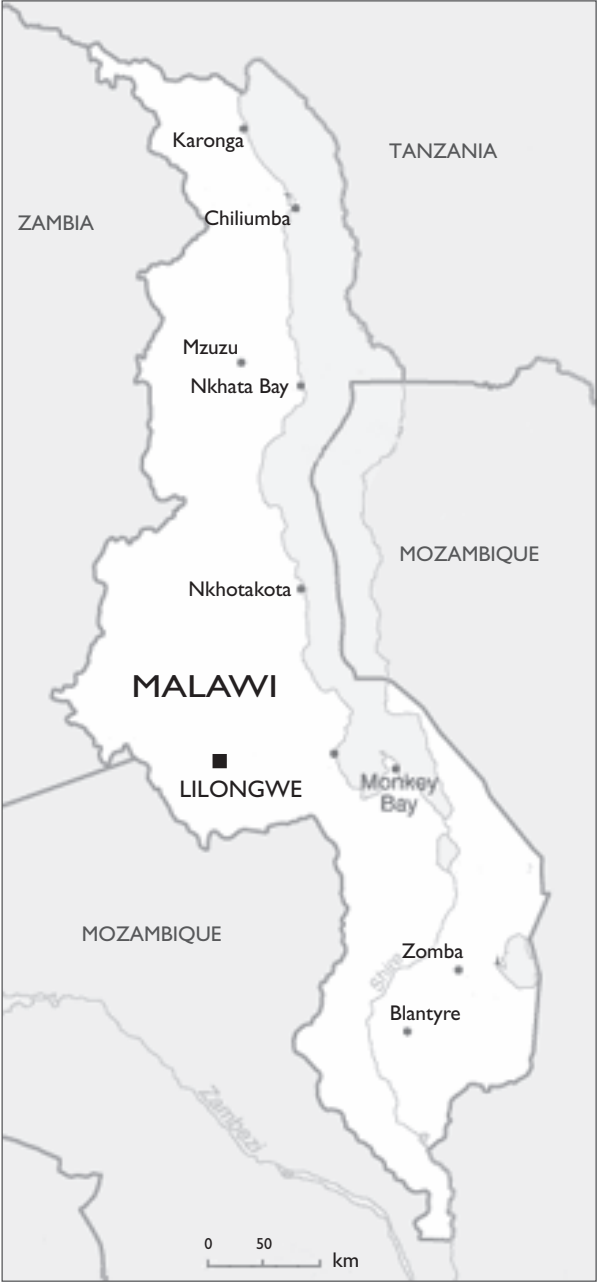 Karonga
TANZANIA
Chiliumba
ZAMBIA
Mzuzu
Nkhata Bay
MOZAMBIQUE
Nkhotakota
MALAWI
LILONGWE
Monkey
Bay
MOZAMBIQUE
Zomba
Shire
Blantyre
Zambezi
0 50
km